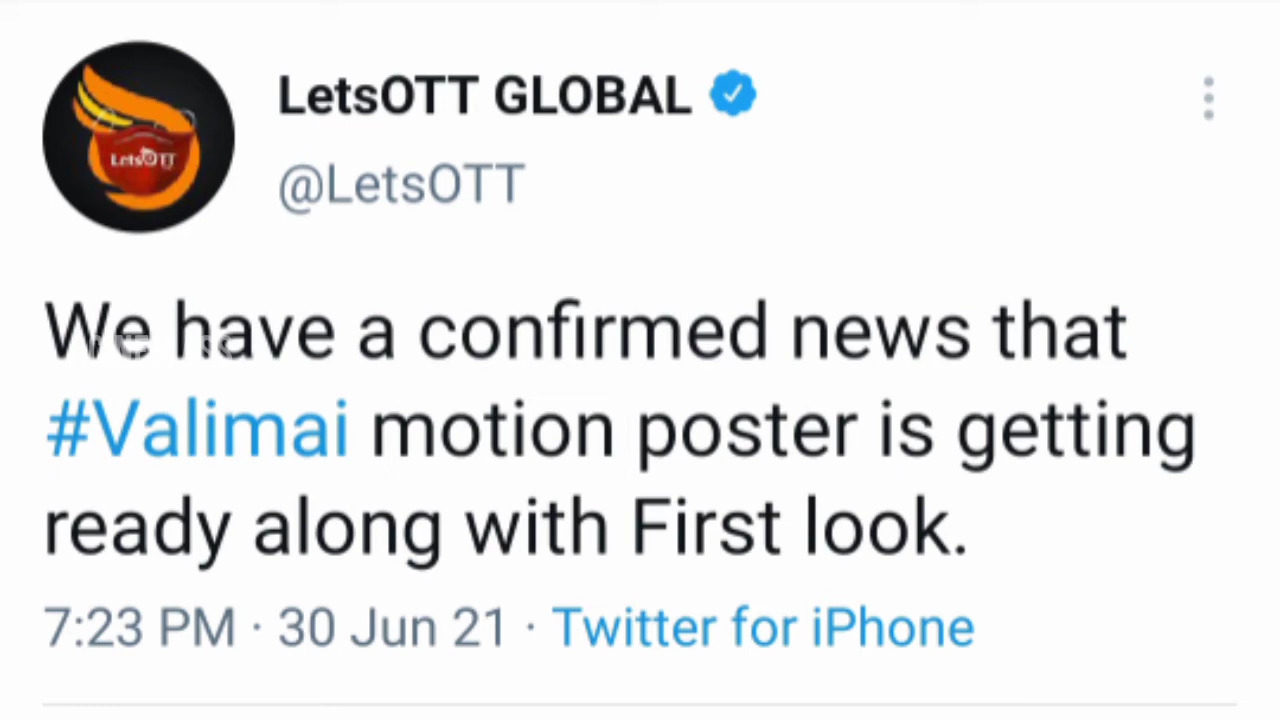 LetsOTT
LetsOTT GLOBAL
@LetsOTT
We have a confirmed news that
#Valimai motion poster is getting
ready along with First look.
7:23 PM · 30 Jun 21 · Twitter for iPhone